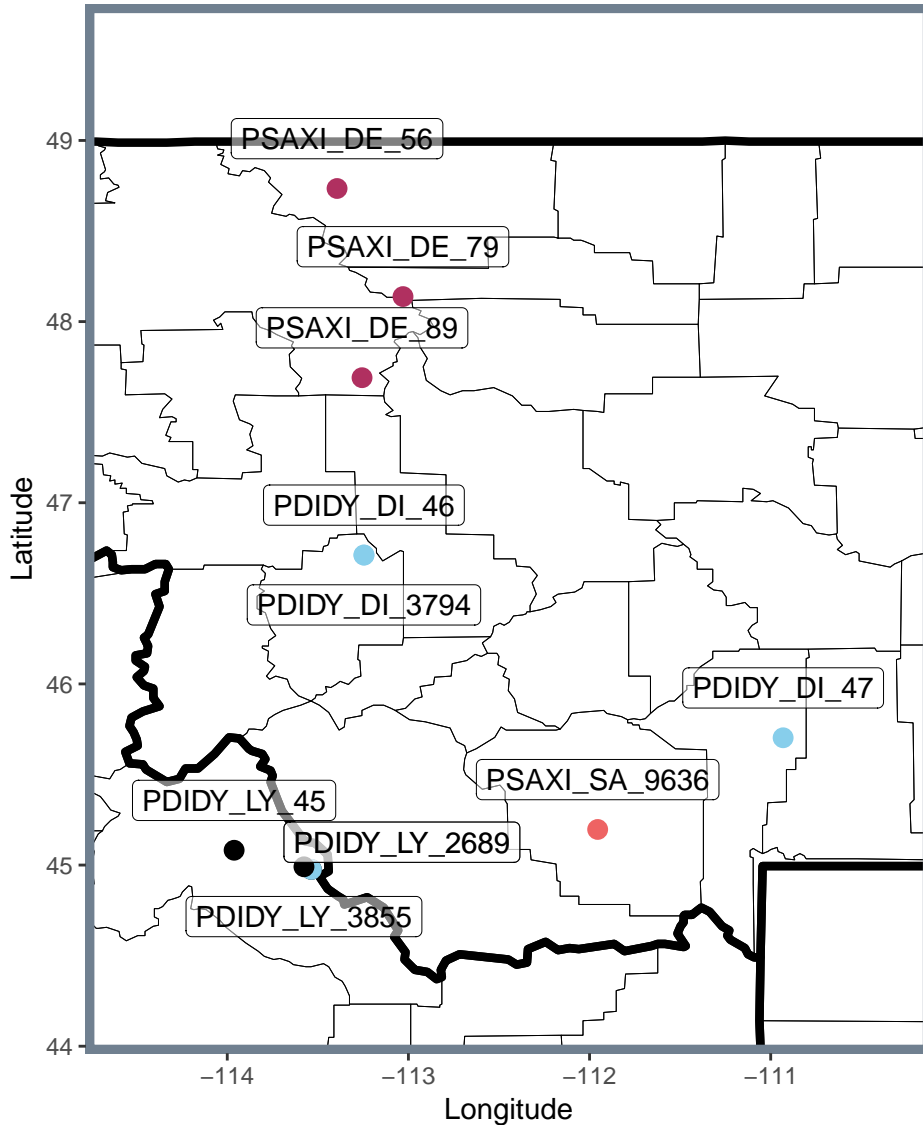 49
PSAXI_DE_56
PSAXI_DE_79
48
PSAXI_DE_89
47
PDIDY_DI_46
PDIDY_DI_3794
46
PDIDY_DI_47
PSAXI_SA_9636
PDIDY_LY_45
PDIDY_LY_2689
45
PDIDY_LY_3855
44
−114
−113
−112
−111
Latitude
Longitude